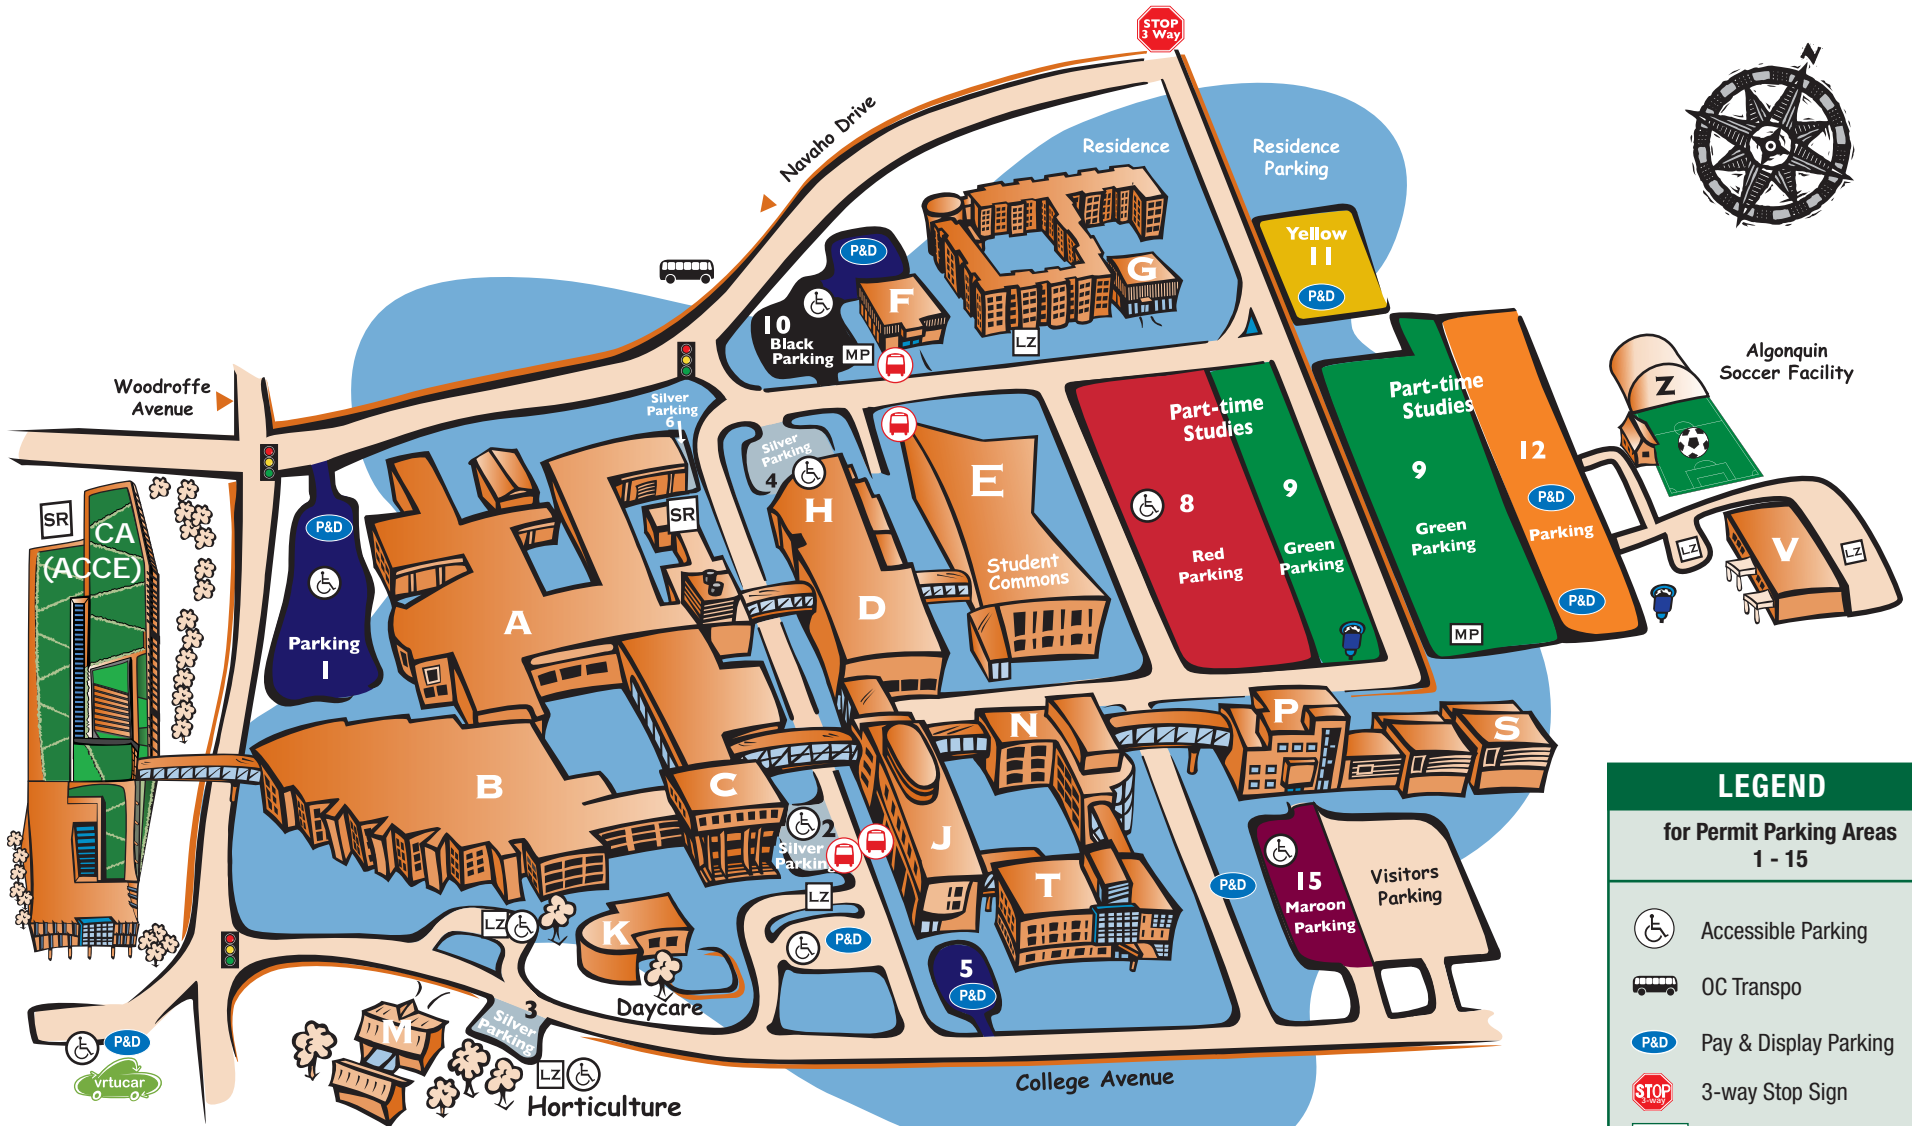 STOP
3 Way
N
Navaho Drive
Residence
Residence
Parking
Yellow
11
P&D
P&D
G
F
10
Black
Parking
MP
LZ
Woodroffe
Avenue
Silver
Parking
6
Silver
Parking
4
Part-time
Studies
Part-time
Studies
Algonquin
Soccer Facility
Z
E
H
SR
SR
CA
(ACCE)
P&D
8
9
9
12
P&D
Parking
Green
Parking
Red
Parking
Green
Parking
Student
Commons
LZ
V
LZ
A
D
P&D
MP
Parking
1
N
P
S
B
C
2
Silver
Parking
J
T
LZ
P&D
15
Maroon
Parking
Visitors
Parking
LZ
K
P&D
5
P&D
Daycare
3
Silver
Parking
M
P&D
vrtucar
LZ
Horticulture
College Avenue
LEGEND
for Permit Parking Areas
1 - 15
Accessible Parking
OC Transpo
P&D
Pay & Display Parking
STOP
3-way
3-way Stop Sign